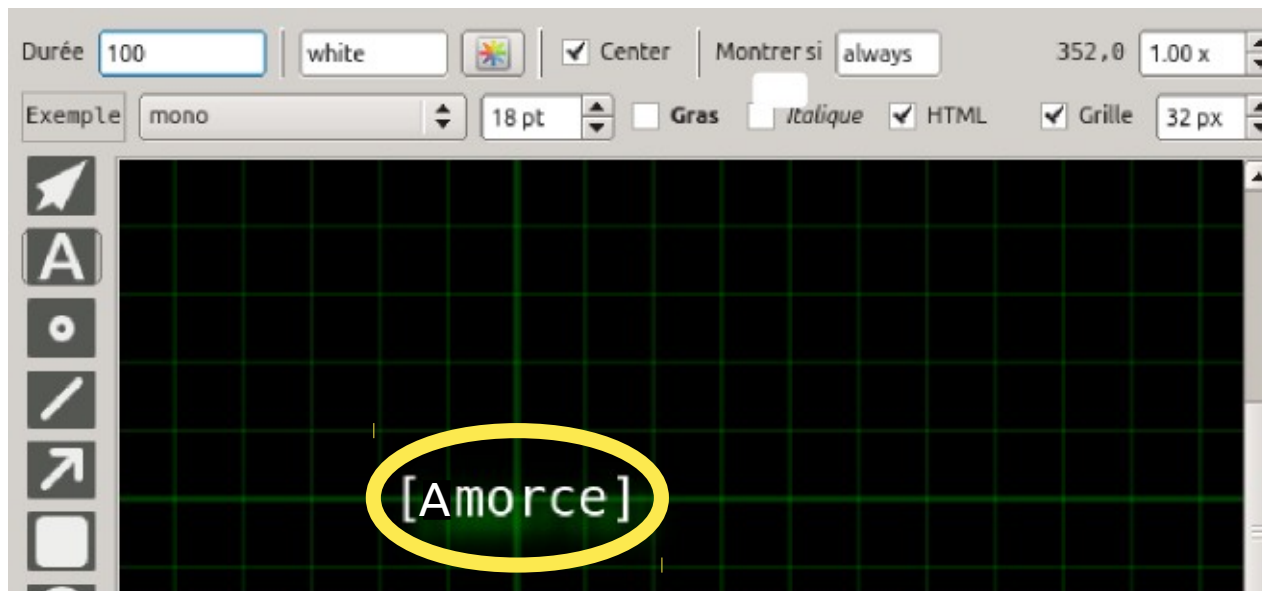 Durée 100 white Center Montrer si always 352,0 1.00 x
Exemple mono 18 pt Gras Italique HTML Grille 32 px
A
[Amorce]